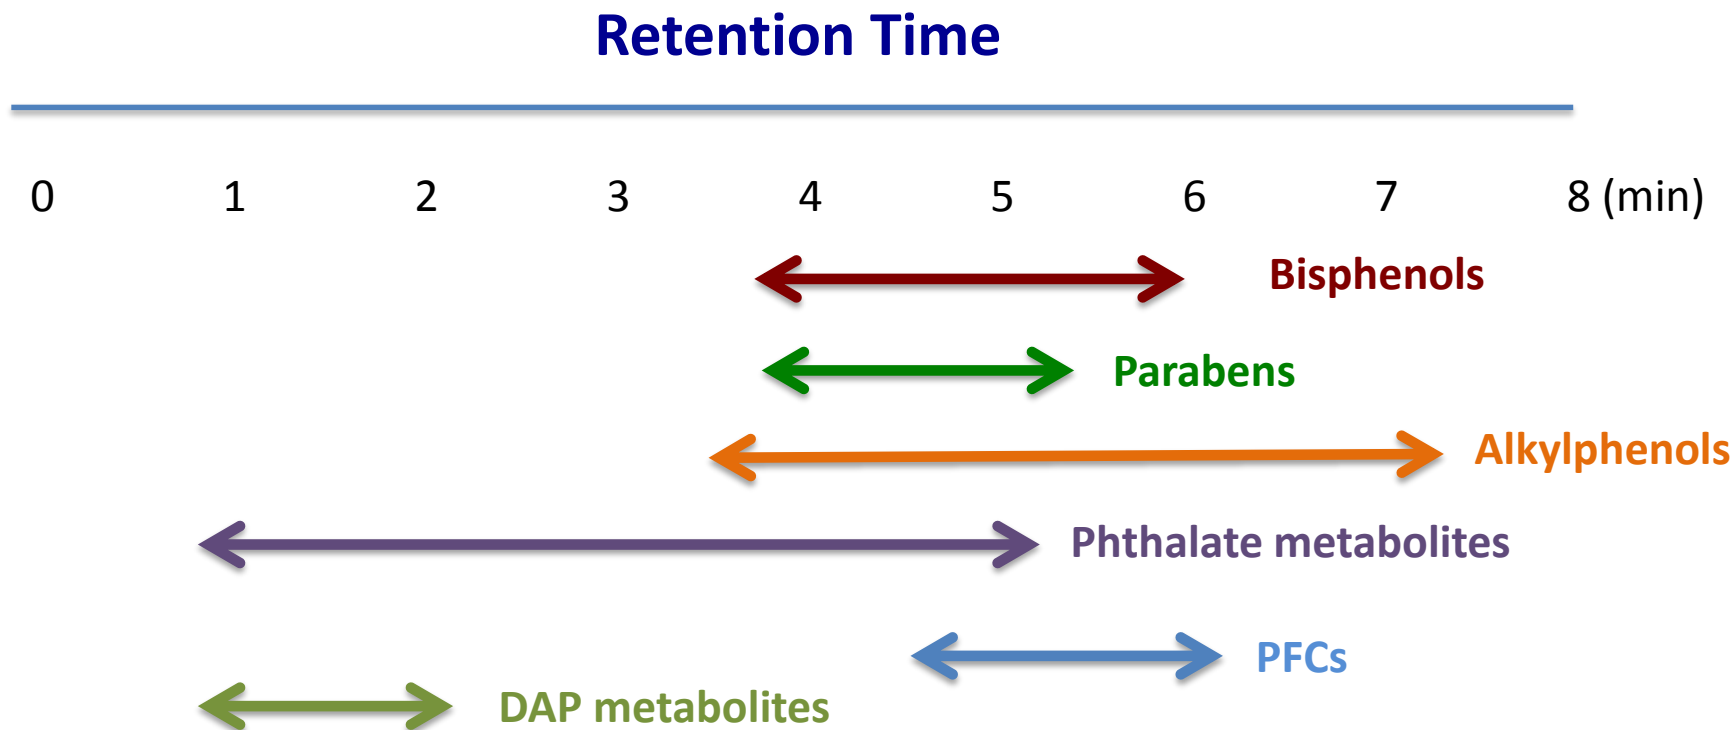 Retention Time
0 1 2 3 4 5 6 7 8 (min)
Bisphenols
Parabens
Alkylphenols
Phthalate metabolites
PFCs
DAP metabolites